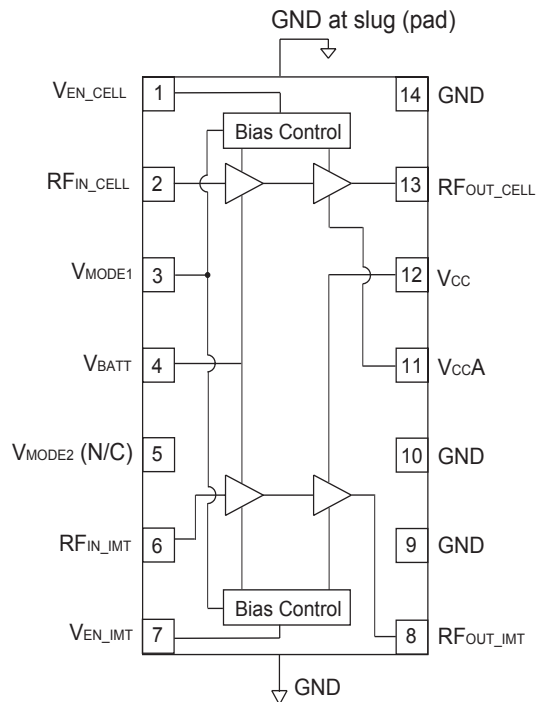 GND at slug (pad)
VEN_CELL 1
14 GND
Bias Control
RFIN_CELL 2
13 RFOUT_CELL
VMODE1 3
12 VCC
VBATT 4
11 VCCA
VMODE2 (N/C) 5
10 GND
RFIN_IMT 6
9 GND
Bias Control
VEN_IMT 7
8 RFOUT_IMT
GND